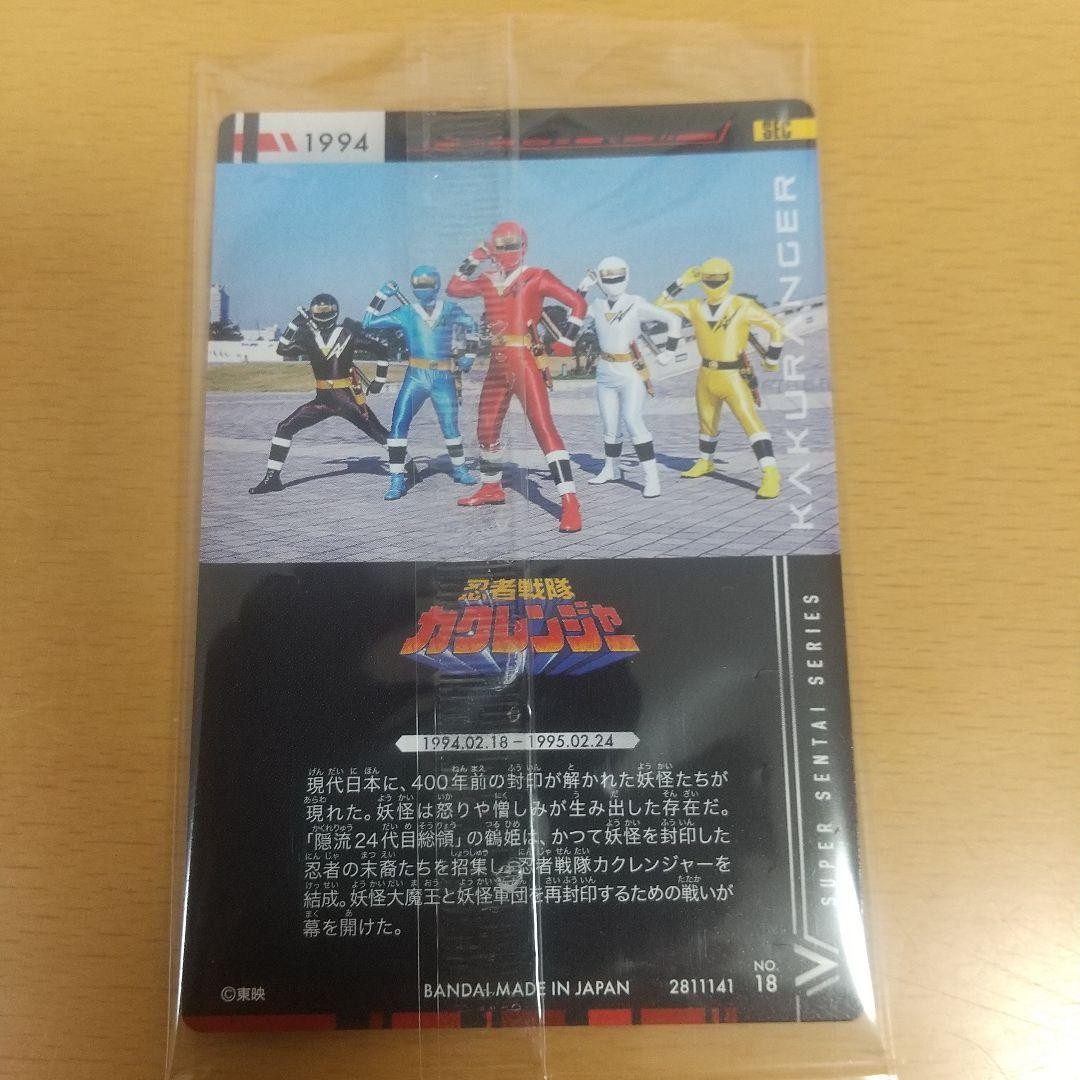 1994
SEC
KAKURANGER
忍者戦隊
カクレンジャー
1994.02.18 – 1995.02.24
現代日本に、400年前の封印が解かれた妖怪たちが
現れた。妖怪は怒りや憎しみが生み出した存在だ。
「隠流24代目総領」の鶴姫は、かつて妖怪を封印した
忍者の末裔たちを招集し、忍者戦隊カクレンジャーを
結成。妖怪大魔王と妖怪軍団を再封印するための戦いが
幕を開けた。
SUPER SENTAI SERIES
©東映
BANDAI MADE IN JAPAN
2811141
NO.
18